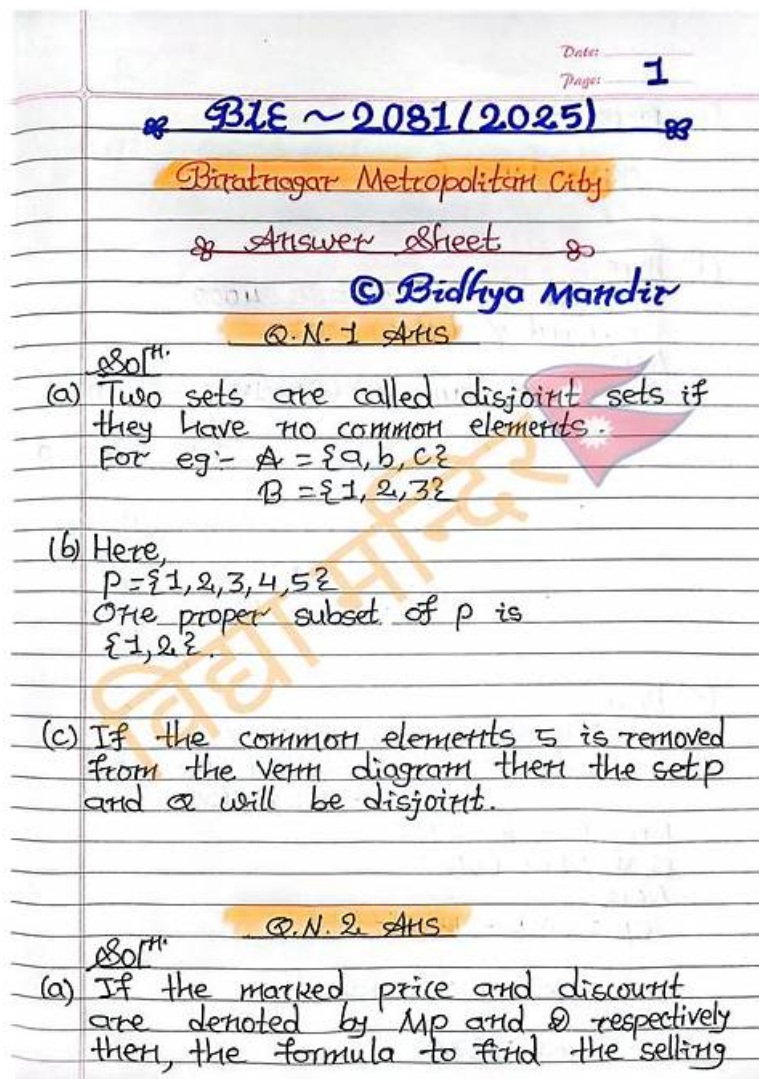 Date:
Page: 1
BLE ~ 2081 (2025)
Biratnagar Metropolitan City
Answer Sheet
© Bidhya Mandir
Q.N. 1 Ans
Solⁿ.
(a) Two sets are called disjoint sets if
they have no common elements.
For eg:- A = {a, b, c}
B = {1, 2, 3}
(b) Here,
P = {1, 2, 3, 4, 5}
One proper subset of P is
{1, 2}.
(c) If the common elements 5 is removed
from the Venn diagram then the set P
and Q will be disjoint.
विद्या मन्दिर
Q.N. 2 Ans
Solⁿ.
(a) If the marked price and discount
are denoted by MP and D respectively
then, the formula to find the selling